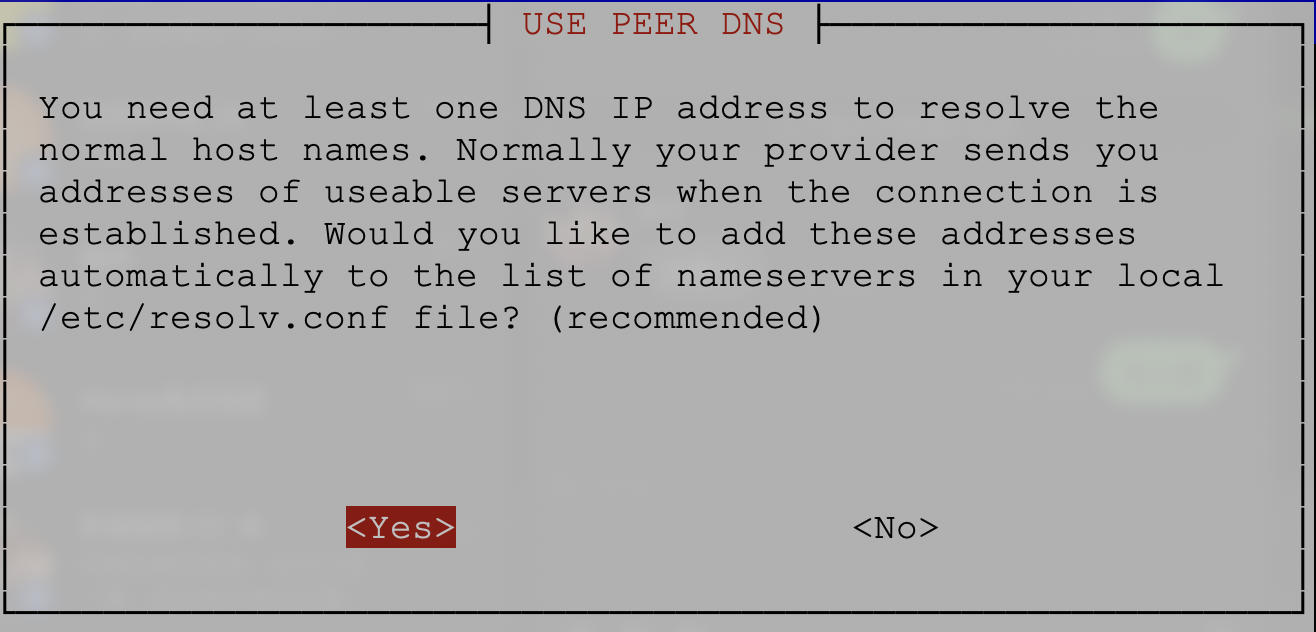 USE PEER DNS
You need at least one DNS IP address to resolve the
normal host names. Normally your provider sends you
addresses of useable servers when the connection is
established. Would you like to add these addresses
automatically to the list of nameservers in your local
/etc/resolv.conf file? (recommended)
<Yes> <No>